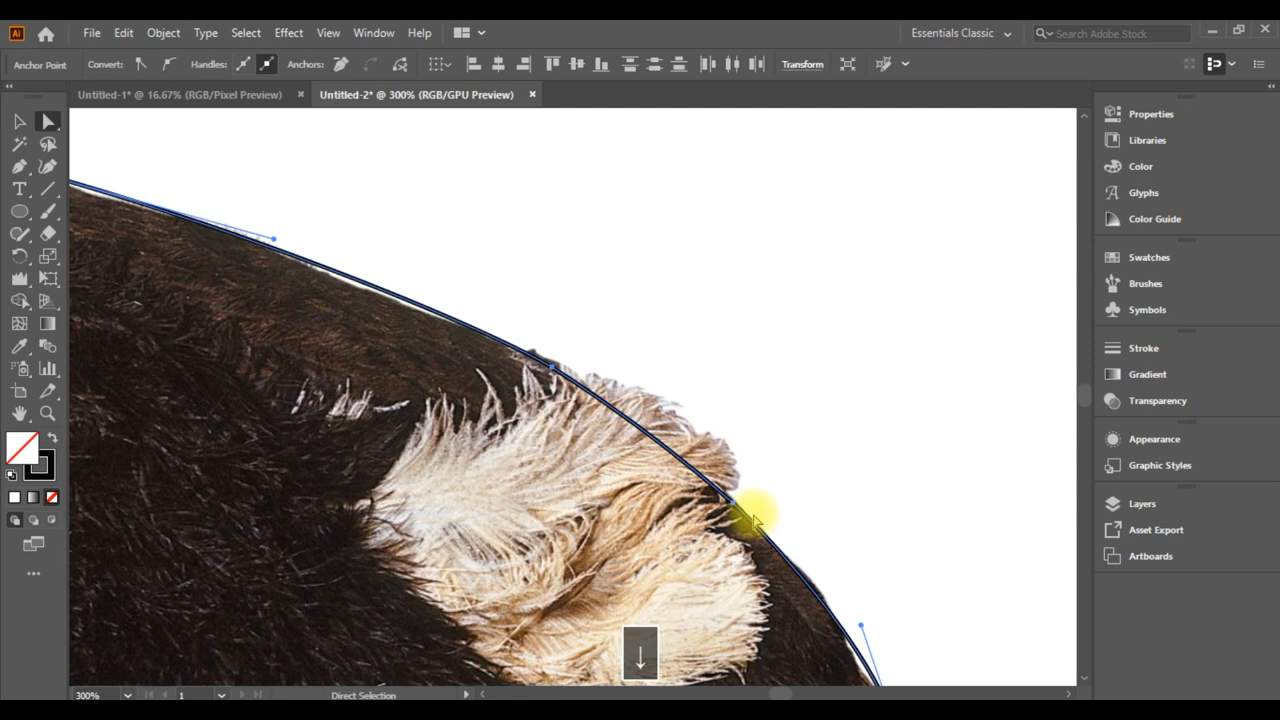 Ai File Edit Object Type Select Effect View Window Help Essentials Classic Search Adobe Stock
Anchor Point Convert: Handles: Anchors: Transform
Untitled-1* @ 16.67% (RGB/Pixel Preview) × Untitled-2* @ 300% (RGB/GPU Preview) ×
Properties
Libraries
Color
Glyphs
Color Guide
Swatches
Brushes
Symbols
Stroke
Gradient
Transparency
Appearance
Graphic Styles
Layers
Asset Export
Artboards
300% 1 Direct Selection